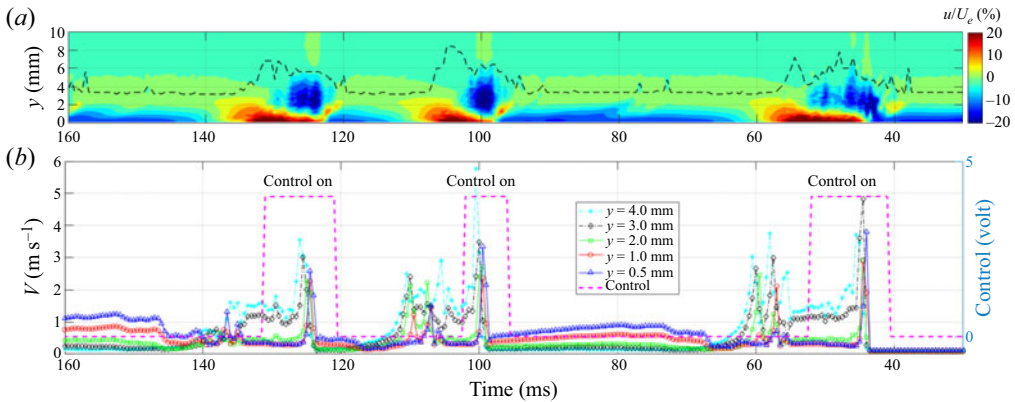 (a)
u/Ue (%)
10
8
6
4
2
0
y (mm)
20
10
0
–10
–20
160 140 120 100 80 60 40
(b)
6
5
4
3
2
1
0
V (m s−1)
Control on Control on Control on
y = 4.0 mm
y = 3.0 mm
y = 2.0 mm
y = 1.0 mm
y = 0.5 mm
Control
5
0
Control (volt)
160 140 120 100 80 60 40
Time (ms)